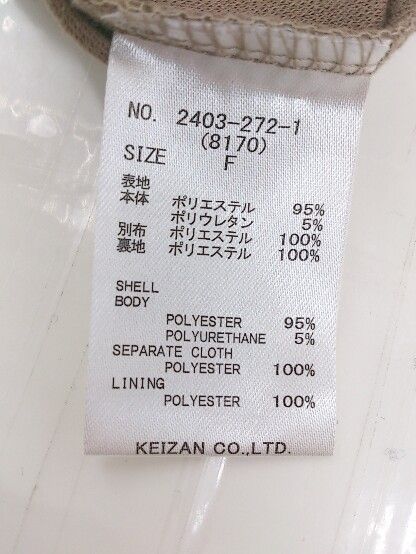 NO. 2403-272-1
(8170)
SIZE F
表地
本体 ポリエステル 95%
ポリウレタン 5%
別布 ポリエステル 100%
裏地 ポリエステル 100%
SHELL
BODY
POLYESTER 95%
POLYURETHANE 5%
SEPARATE CLOTH
POLYESTER 100%
LINING
POLYESTER 100%
KEIZAN CO.,LTD.